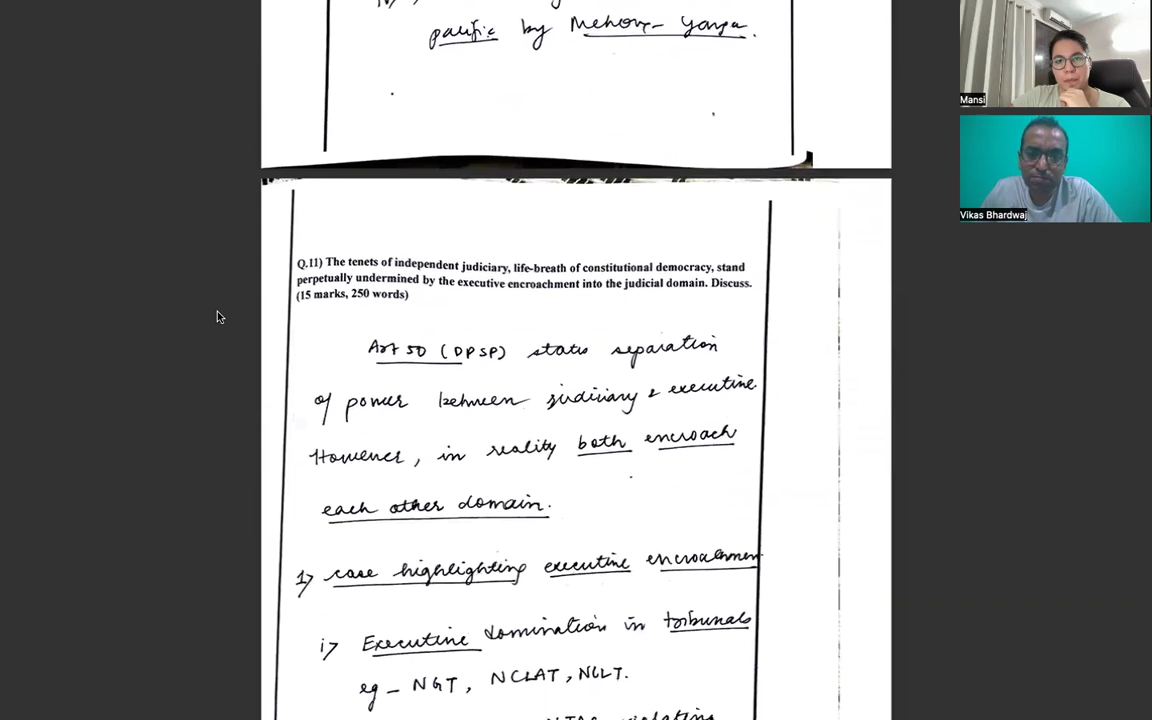 pacific by Mehong-
Mansi
Vikas Bhardwaj
Q.11) The tenets of independent judiciary, life-breath of constitutional democracy, stand
perpetually undermined by the executive encroachment into the judicial domain. Discuss.
(15 marks, 250 words)
Art 50 (DPSP) states separation
of power between judiciary & executive.
However, in reality both encroach
each other domain.
1) case highlighting executive encroachment
i) Executive domination in tribunals
eg - NGT, NCLAT, NCLT.
violating